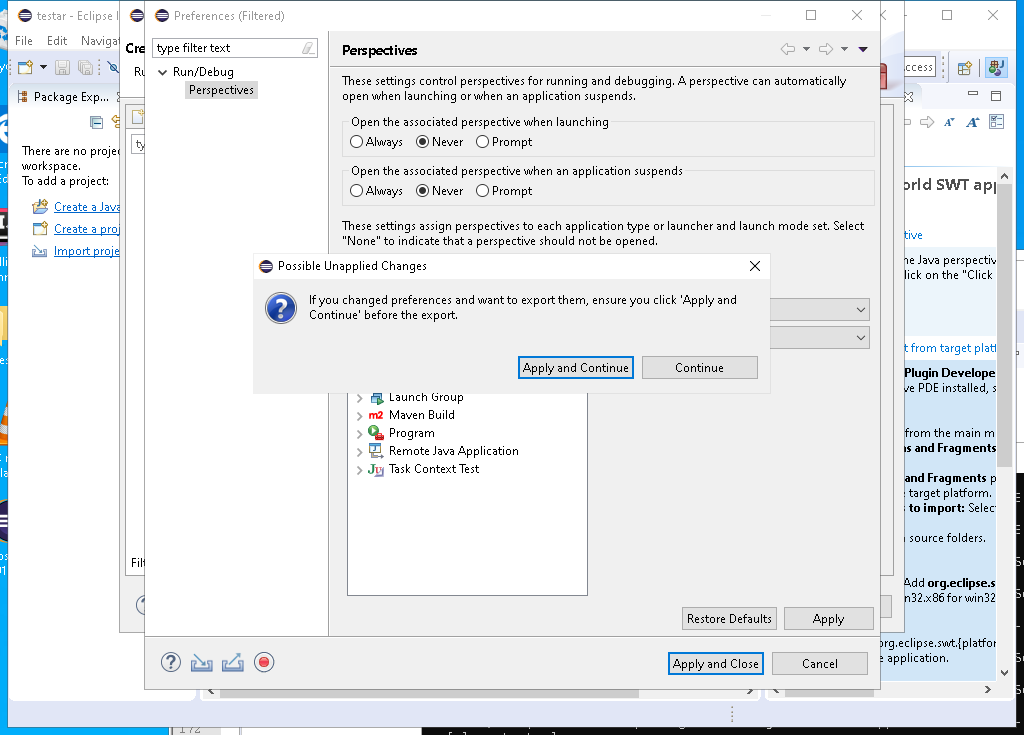 testar - Eclipse I
Preferences (Filtered)
File Edit Navigat
Cre
type filter text
Perspectives
Ru
Run/Debug
Perspectives
These settings control perspectives for running and debugging. A perspective can automatically
open when launching or when an application suspends.
ccess
Package Exp...
Open the associated perspective when launching
Always Never Prompt
ty
There are no projec
workspace.
To add a project:
Open the associated perspective when an application suspends
Always Never Prompt
orld SWT app
Create a Java
Create a proj
Import proje
These settings assign perspectives to each application type or launcher and launch mode set. Select
"None" to indicate that a perspective should not be opened.
tive
he Java perspectiv
lick on the "Click
Possible Unapplied Changes
If you changed preferences and want to export them, ensure you click 'Apply and
Continue' before the export.
Apply and Continue
Continue
t from target platf
Plugin Develope
ve PDE installed, s
Launch Group
Maven Build
Program
Remote Java Application
Task Context Test
from the main m
s and Fragments
and Fragments p
e target platform.
s to import: Selec
n source folders.
Filt
Add org.eclipse.s
n32.x86 for win32
Restore Defaults
Apply
org.eclipse.swt.{platfor
e application.
Apply and Close
Cancel
172